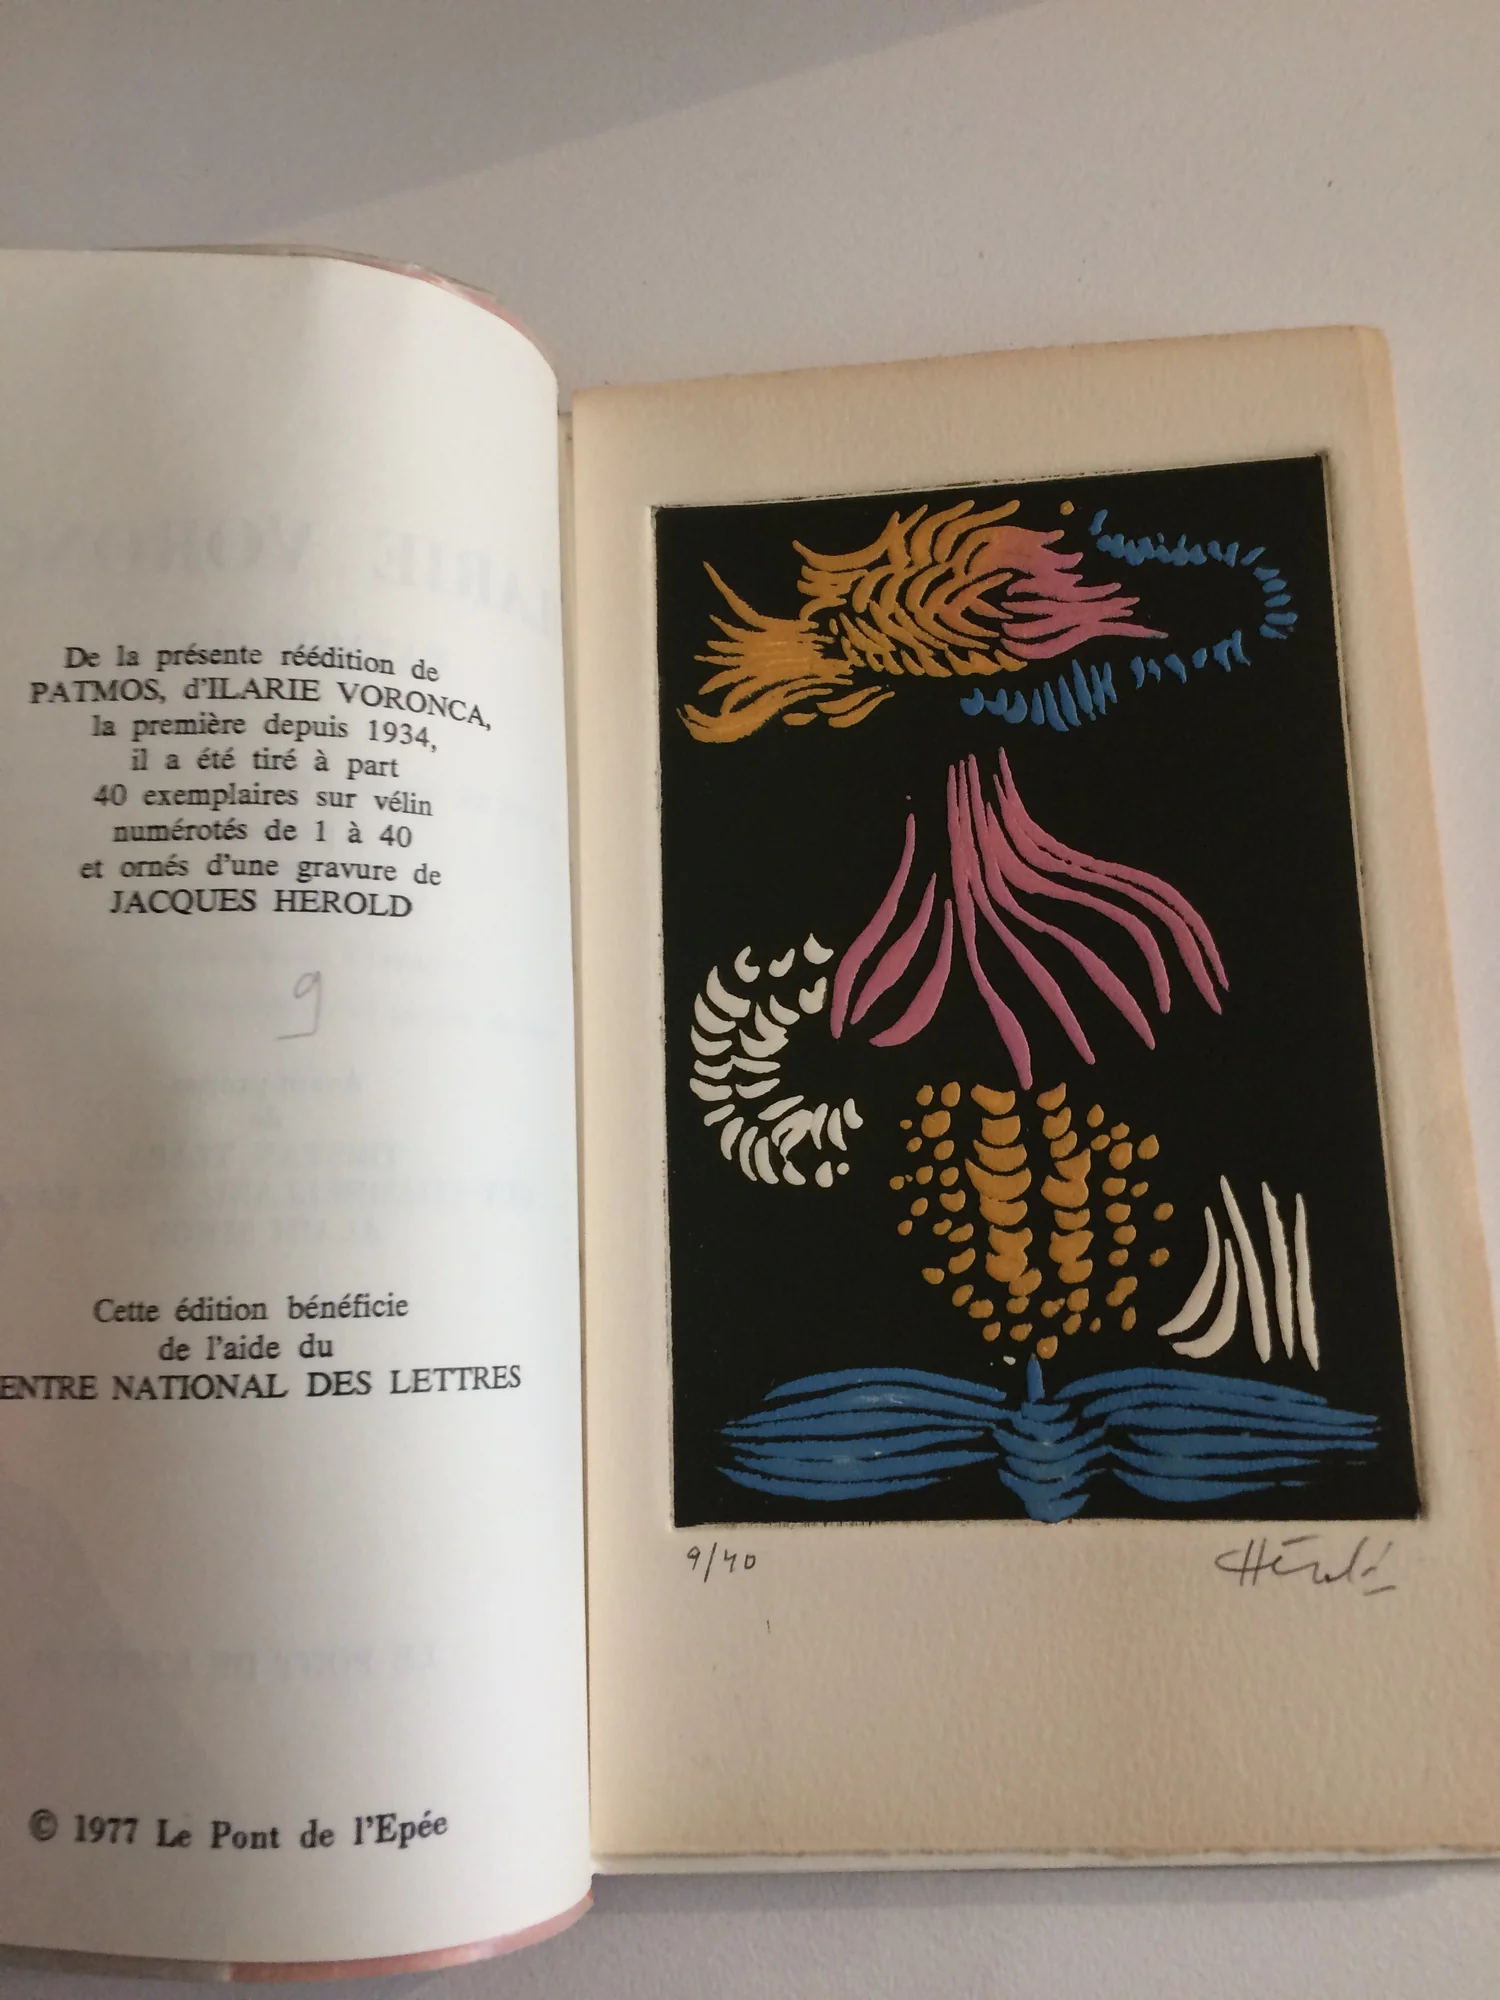 De la présente réédition de
PATMOS, d'ILARIE VORONCA,
la première depuis 1934,
il a été tiré à part
40 exemplaires sur vélin
numérotés de 1 à 40
et ornés d'une gravure de
JACQUES HEROLD
9
Cette édition bénéficie
de l'aide du
ENTRE NATIONAL DES LETTRES
© 1977 Le Pont de l'Epée
9/40
Hérold